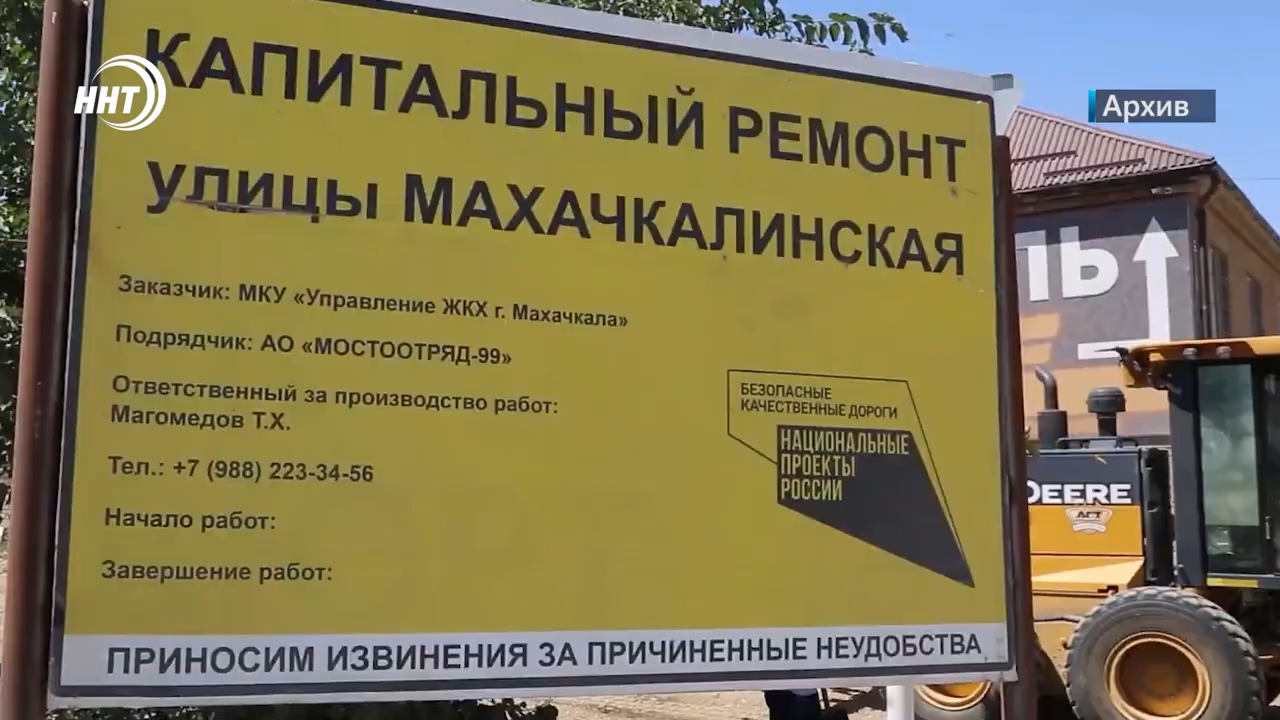 ННТ
Архив
КАПИТАЛЬНЫЙ РЕМОНТ
улицы МАХАЧКАЛИНСКАЯ
Заказчик: МКУ «Управление ЖКХ г. Махачкала»
Подрядчик: АО «МОСТООТРЯД-99»
Ответственный за производство работ:
Магомедов Т.Х.
Тел.: +7 (988) 223-34-56
Начало работ:
Завершение работ:
БЕЗОПАСНЫЕ
КАЧЕСТВЕННЫЕ ДОРОГИ
НАЦИОНАЛЬНЫЕ
ПРОЕКТЫ
РОССИИ
ПРИНОСИМ ИЗВИНЕНИЯ ЗА ПРИЧИНЕННЫЕ НЕУДОБСТВА
DEERE